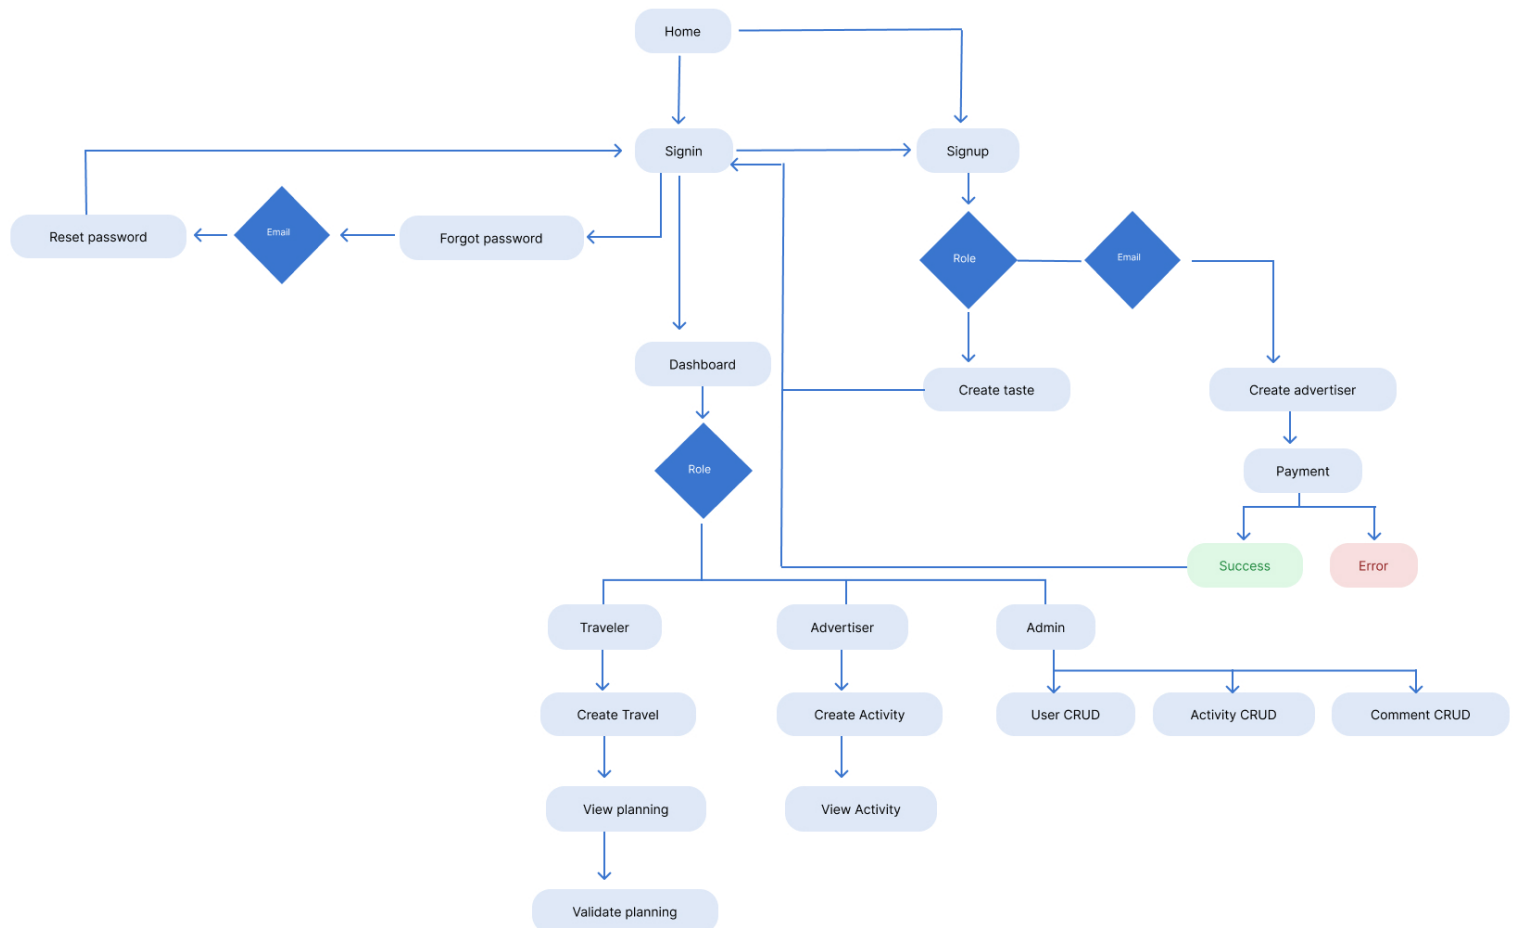 Home
Signin
Signup
Reset password
Email
Forgot password
Role
Email
Dashboard
Create taste
Create advertiser
Role
Payment
Success
Error
Traveler
Advertiser
Admin
Create Travel
Create Activity
User CRUD
Activity CRUD
Comment CRUD
View planning
View Activity
Validate planning